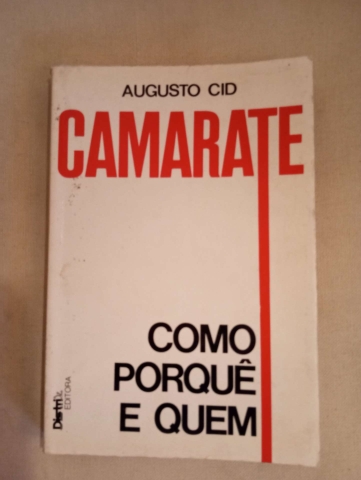 AUGUSTO CID
CAMARATE
COMO
PORQUÊ
E QUEM
EDITORA